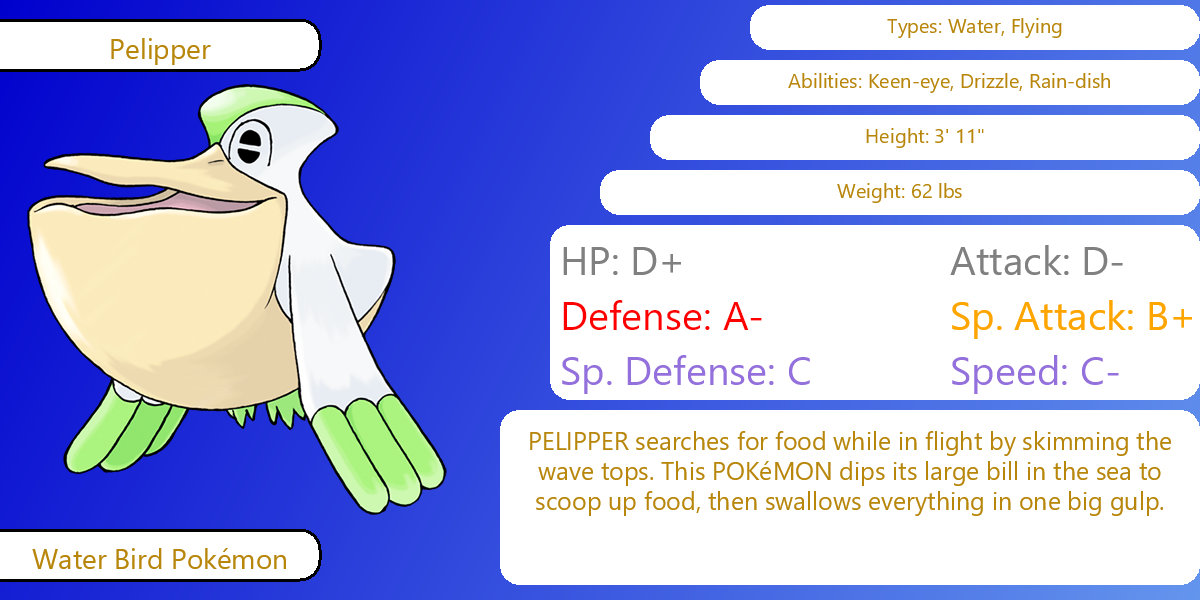 Pelipper
Types: Water, Flying
Abilities: Keen-eye, Drizzle, Rain-dish
Height: 3' 11"
Weight: 62 lbs
HP: D+
Attack: D-
Defense: A-
Sp. Attack: B+
Sp. Defense: C
Speed: C-
PELIPPER searches for food while in flight by skimming the
wave tops. This POKéMON dips its large bill in the sea to
scoop up food, then swallows everything in one big gulp.
Water Bird Pokémon